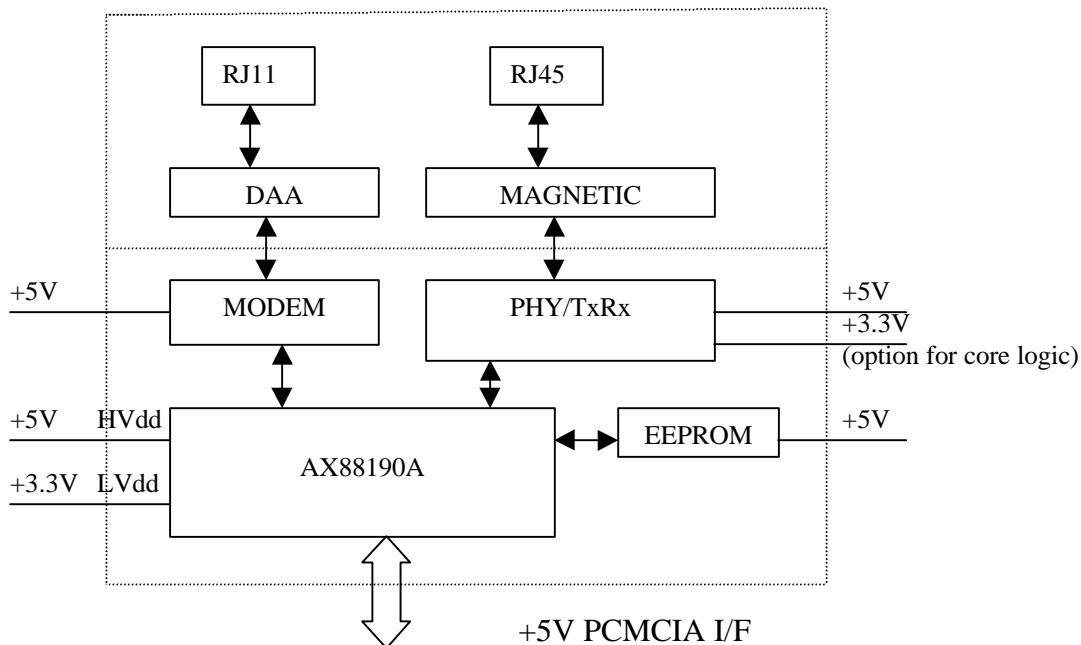 RJ11
RJ45
DAA
MAGNETIC
+5V
MODEM
PHY/TxRx
+5V
+3.3V
(option for core logic)
+5V HVdd
EEPROM
+5V
AX88190A
+3.3V LVdd
+5V PCMCIA I/F